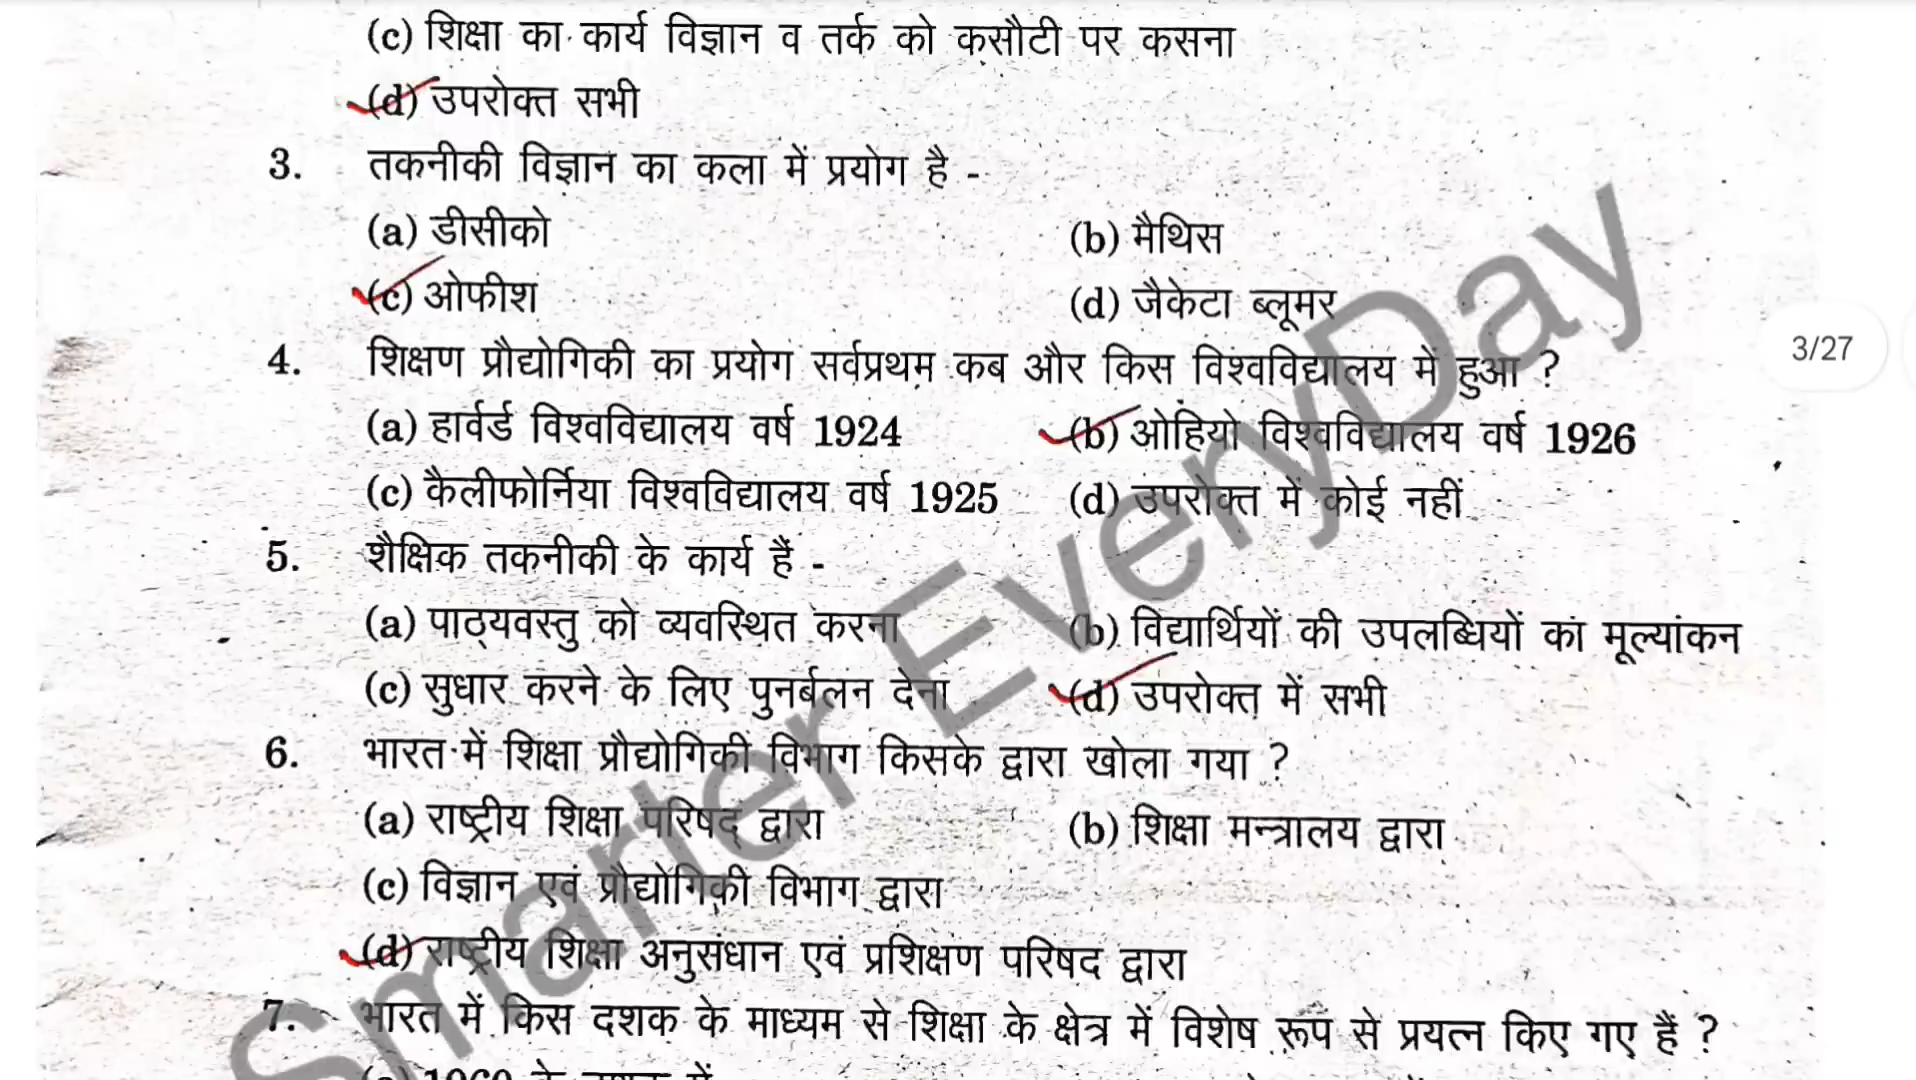 (c) शिक्षा का कार्य विज्ञान व तर्क को कसौटी पर कसना
(d) उपरोक्त सभी
3. तकनीकी विज्ञान का कला में प्रयोग है -
(a) डीसीको (b) मैथिस
(c) ओफीश (d) जैकेटा ब्लूमर
4. शिक्षण प्रौद्योगिकी का प्रयोग सर्वप्रथम कब और किस विश्वविद्यालय में हुआ ?
(a) हार्वर्ड विश्वविद्यालय वर्ष 1924 (b) ओहियो विश्वविद्यालय वर्ष 1926
(c) कैलीफोर्निया विश्वविद्यालय वर्ष 1925 (d) उपरोक्त में कोई नहीं
5. शैक्षिक तकनीकी के कार्य हैं -
(a) पाठ्यवस्तु को व्यवस्थित करना (b) विद्यार्थियों की उपलब्धियों का मूल्यांकन
(c) सुधार करने के लिए पुनर्बलन देना (d) उपरोक्त में सभी
6. भारत में शिक्षा प्रौद्योगिकी विभाग किसके द्वारा खोला गया ?
(a) राष्ट्रीय शिक्षा परिषद् द्वारा (b) शिक्षा मन्त्रालय द्वारा
(c) विज्ञान एवं प्रौद्योगिकी विभाग द्वारा
(d) राष्ट्रीय शिक्षा अनुसंधान एवं प्रशिक्षण परिषद द्वारा
7. भारत में किस दशक के माध्यम से शिक्षा के क्षेत्र में विशेष रूप से प्रयत्न किए गए हैं ?
3/27
Smarter EveryDay